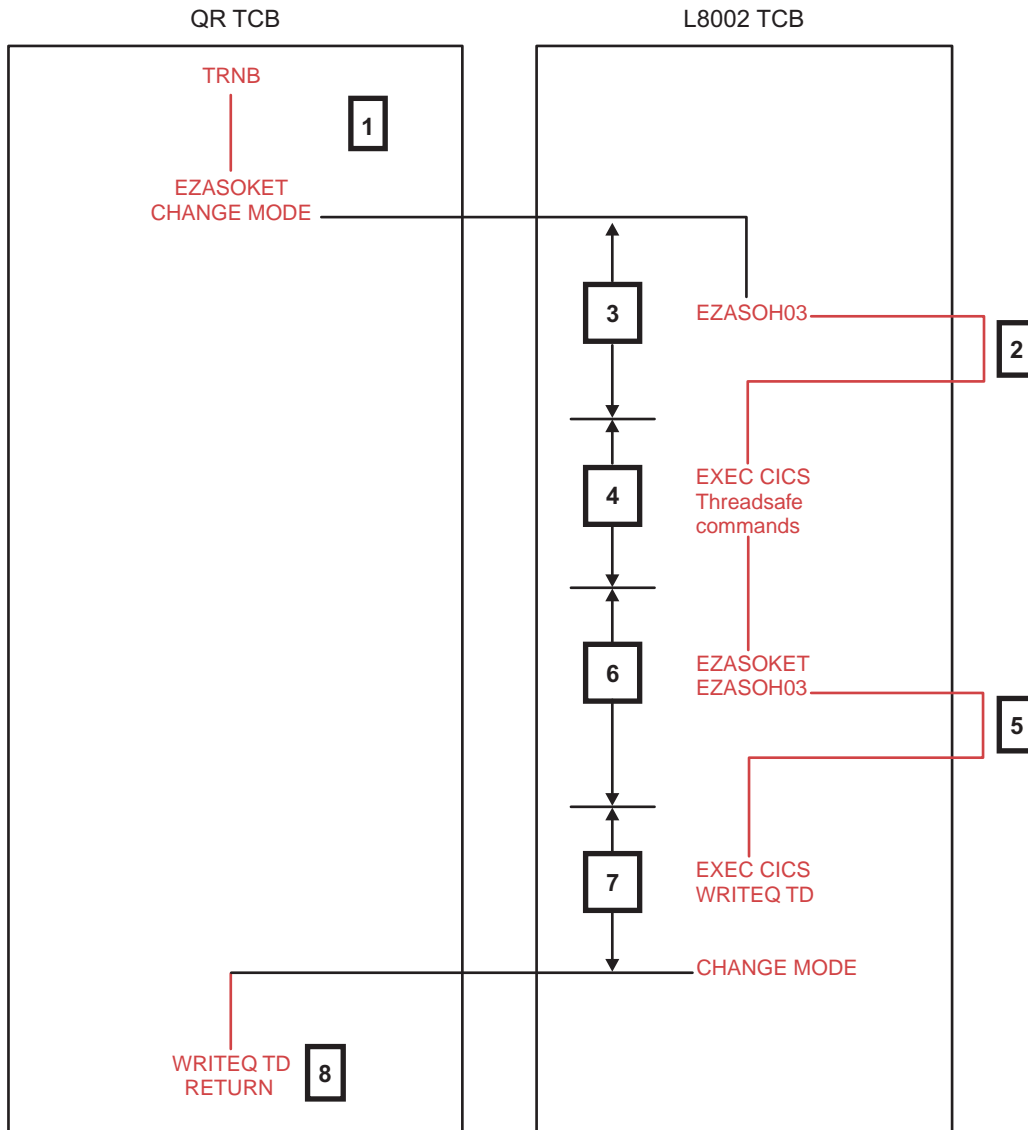 QR TCB
L8002 TCB
TRNB
1
EZASOKET
CHANGE MODE
3
EZASOH03
2
4
EXEC CICS
Threadsafe
commands
6
EZASOKET
EZASOH03
5
7
EXEC CICS
WRITEQ TD
CHANGE MODE
WRITEQ TD
RETURN
8